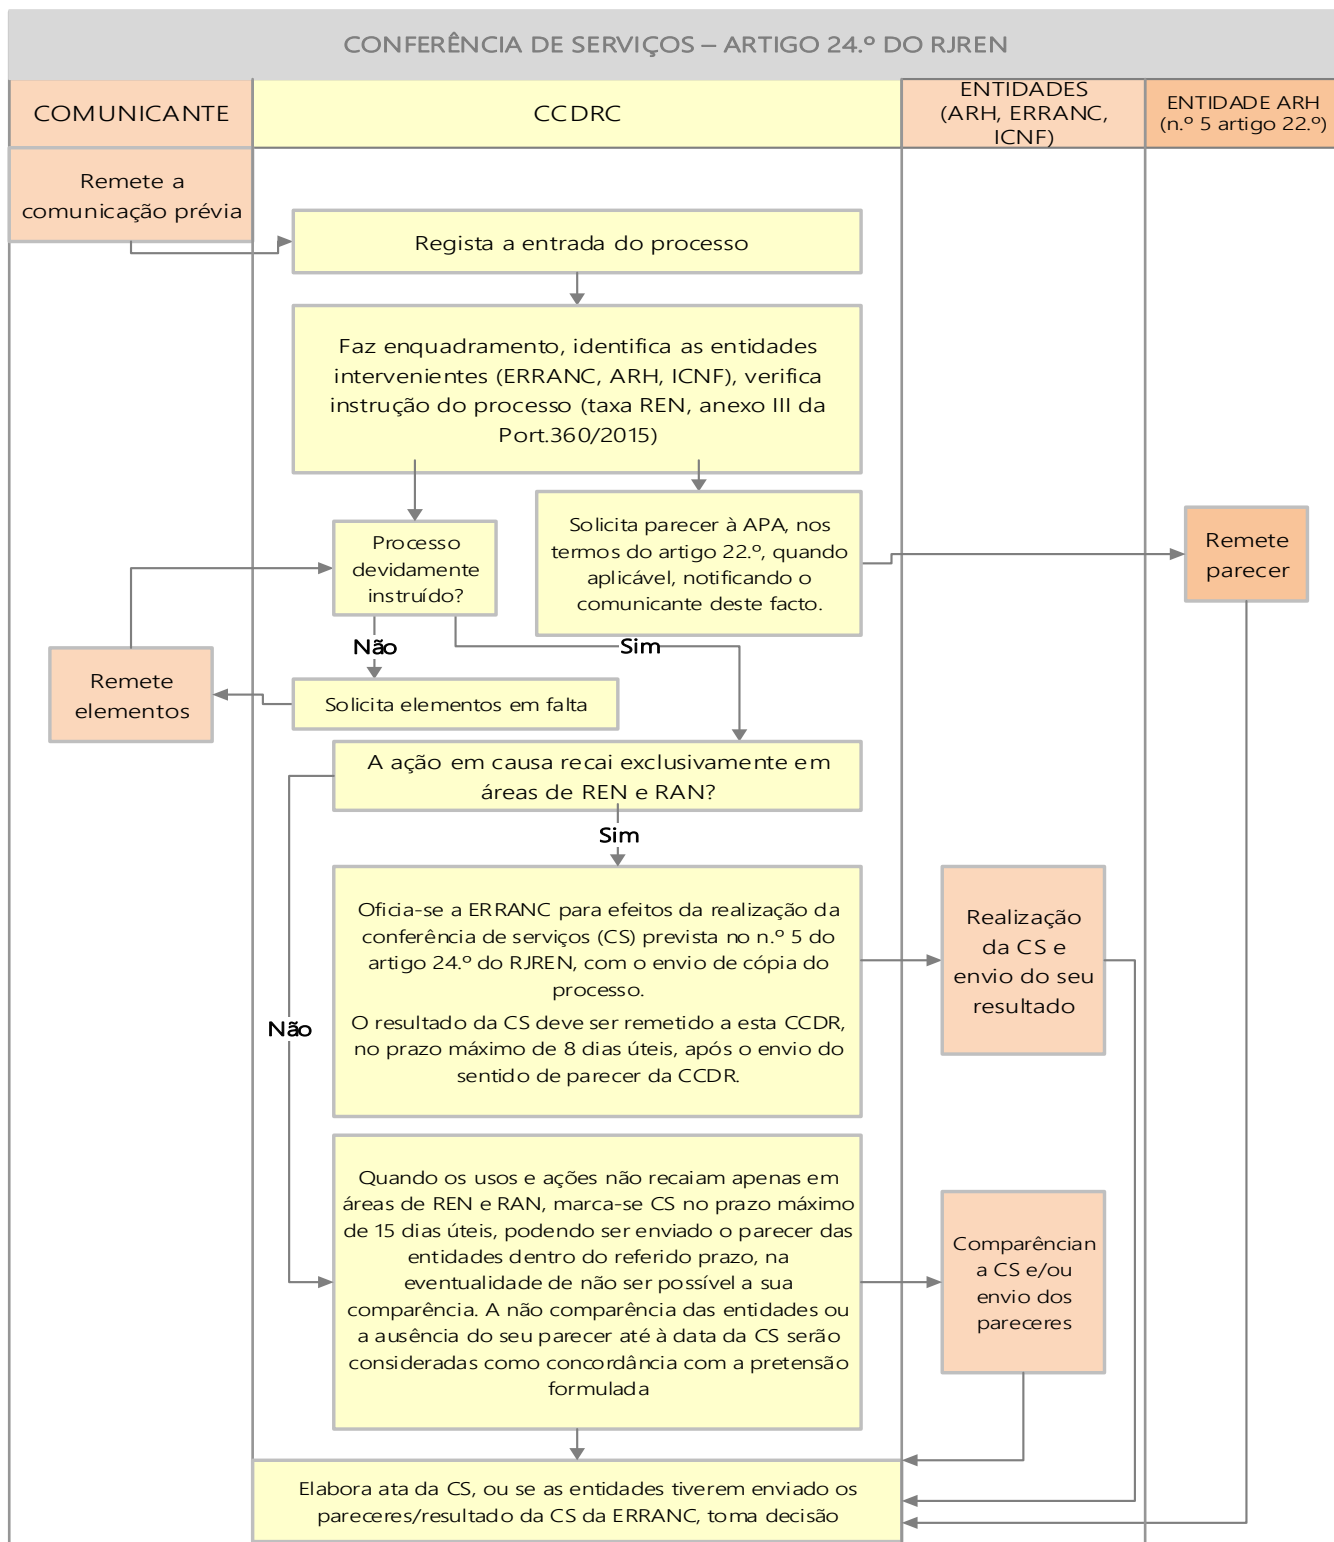 CONFERÊNCIA DE SERVIÇOS – ARTIGO 24.º DO RJREN
COMUNICANTE
CCDRC
ENTIDADES
(ARH, ERRANC,
ICNF)
ENTIDADE ARH
(n.º 5 artigo 22.º)
Remete a
comunicação prévia
Regista a entrada do processo
Faz enquadramento, identifica as entidades
intervenientes (ERRANC, ARH, ICNF), verifica
instrução do processo (taxa REN, anexo III da
Port.360/2015)
Processo
devidamente
instruído?
Solicita parecer à APA, nos
termos do artigo 22.º, quando
aplicável, notificando o
comunicante deste facto.
Remete
parecer
Não
Sim
Remete
elementos
Solicita elementos em falta
A ação em causa recai exclusivamente em
áreas de REN e RAN?
Sim
Não
Oficia-se a ERRANC para efeitos da realização da
conferência de serviços (CS) prevista no n.º 5 do
artigo 24.º do RJREN, com o envio de cópia do
processo.
O resultado da CS deve ser remetido a esta CCDR,
no prazo máximo de 8 dias úteis, após o envio do
sentido de parecer da CCDR.
Realização
da CS e
envio do seu
resultado
Quando os usos e ações não recaiam apenas em
áreas de REN e RAN, marca-se CS no prazo máximo
de 15 dias úteis, podendo ser enviado o parecer das
entidades dentro do referido prazo, na
eventualidade de não ser possível a sua
comparência. A não comparência das entidades ou
a ausência do seu parecer até à data da CS serão
consideradas como concordância com a pretensão
formulada
Comparêncian
a CS e/ou
envio dos
pareceres
Elabora ata da CS, ou se as entidades tiverem enviado os
pareceres/resultado da CS da ERRANC, toma decisão